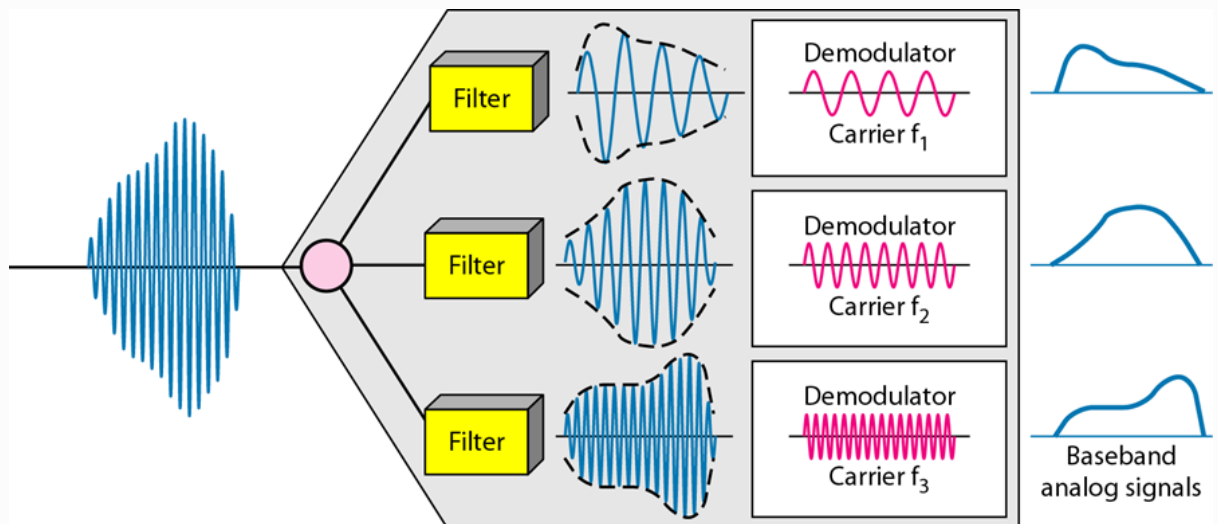 Filter
Demodulator
Carrier f₁
Filter
Demodulator
Carrier f₂
Filter
Demodulator
Carrier f₃
Baseband
analog signals